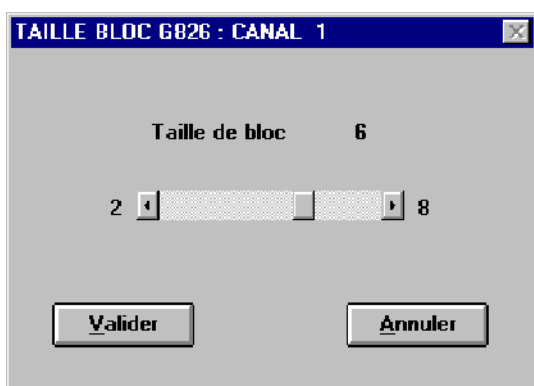 TAILLE BLOC G826 : CANAL 1
Taille de bloc 6
2 8
Valider Annuler